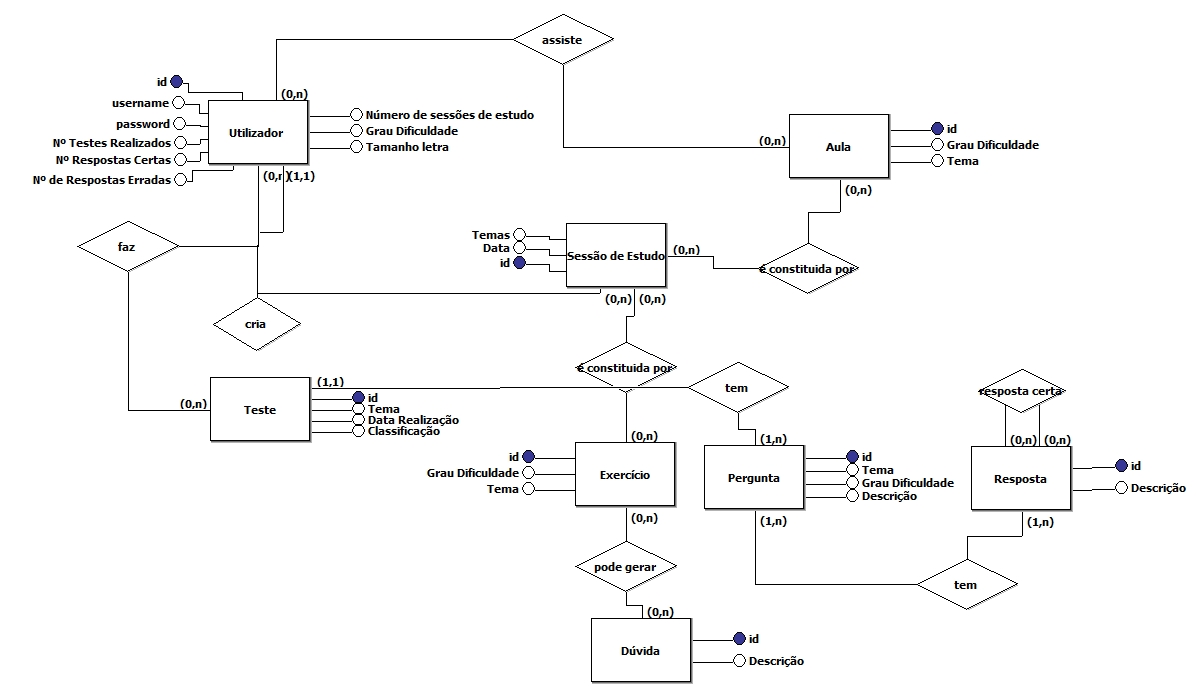 assiste
id
username
password
Nº Testes Realizados
Nº Respostas Certas
Nº de Respostas Erradas
(0,n)
Utilizador
Número de sessões de estudo
Grau Dificuldade
Tamanho letra
(0,n)
(1,1)
(0,n)
Aula
id
Grau Dificuldade
Tema
(0,n)
faz
Temas
Data
id
Sessão de Estudo
(0,n)
é constituida por
(0,n)
(0,n)
cria
é constituida por
(1,1)
tem
resposta certa
(0,n)
Teste
id
Tema
Data Realização
Classificação
(0,n)
(1,n)
(0,n)
(0,n)
id
Grau Dificuldade
Tema
Exercício
Pergunta
id
Tema
Grau Dificuldade
Descrição
Resposta
id
Descrição
(0,n)
(1,n)
(1,n)
pode gerar
tem
(0,n)
Dúvida
id
Descrição